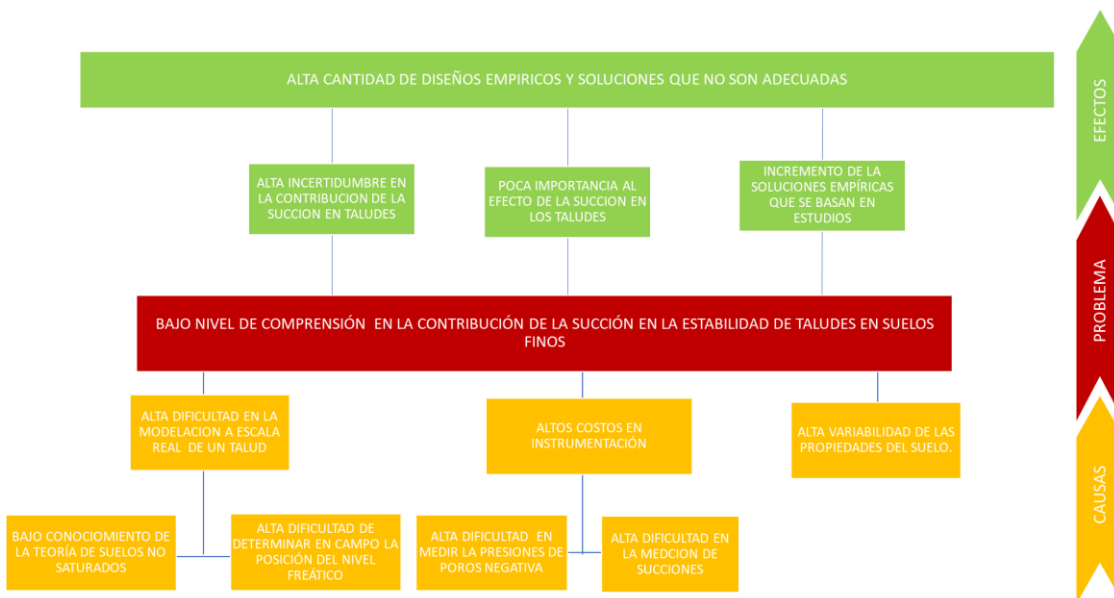 ALTA CANTIDAD DE DISEÑOS EMPIRICOS Y SOLUCIONES QUE NO SON ADECUADAS
ALTA INCERTIDUMBRE EN
LA CONTRIBUCION DE LA
SUCCION EN TALUDES
POCA IMPORTANCIA AL
EFECTO DE LA SUCCION EN
LOS TALUDES
INCREMENTO DE LA
SOLUCIONES EMPÍRICAS
QUE SE BASAN EN
ESTUDIOS
EFECTOS
BAJO NIVEL DE COMPRENSIÓN EN LA CONTRIBUCIÓN DE LA SUCCIÓN EN LA ESTABILIDAD DE TALUDES EN SUELOS
FINOS
PROBLEMA
ALTA DIFICULTAD EN LA
MODELACION A ESCALA
REAL DE UN TALUD
ALTOS COSTOS EN
INSTRUMENTACIÓN
ALTA VARIABILIDAD DE LAS
PROPIEDADES DEL SUELO.
BAJO CONOCIOMIENTO DE
LA TEORÍA DE SUELOS NO
SATURADOS
ALTA DIFICULTAD DE
DETERMINAR EN CAMPO LA
POSICIÓN DEL NIVEL
FREÁTICO
ALTA DIFICULTAD EN
MEDIR LA PRESIONES DE
POROS NEGATIVA
ALTA DIFICULTAD EN
LA MEDCION DE
SUCCIONES
CAUSAS